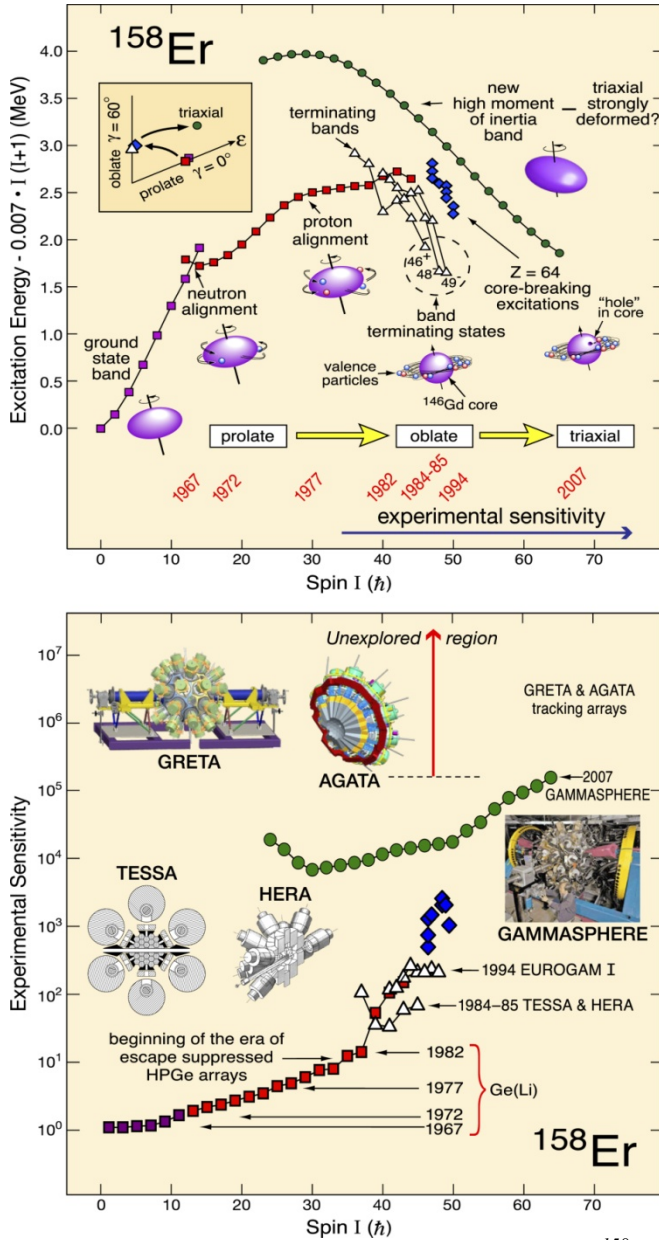 158Er
4.0
3.5
3.0
2.5
2.0
1.5
1.0
0.5
0.0
Excitation Energy - 0.007 • I (I+1) (MeV)
oblate γ = 60°
triaxial
ε
prolate γ = 0°
terminating
bands
new
high moment
of inertia
band
triaxial
strongly
deformed?
proton
alignment
neutron
alignment
ground
state
band
46+
48+
49-
Z = 64
core-breaking
excitations
band
terminating states
"hole"
in core
valence
particles
146Gd core
prolate
oblate
triaxial
1967
1972
1977
1982
1984-85
1994
2007
experimental sensitivity
0 10 20 30 40 50 60 70
Spin I (ℏ)
Unexplored region
10^7
10^6
10^5
10^4
10^3
10^2
10^1
10^0
Experimental Sensitivity
GRETA & AGATA
tracking arrays
GRETA
AGATA
2007
GAMMASPHERE
TESSA
HERA
GAMMASPHERE
1994 EUROGAM I
1984–85 TESSA & HERA
beginning of the era of
escape suppressed
HPGe arrays
1982
1977
1972
1967
Ge(Li)
158Er
0 10 20 30 40 50 60 70
Spin I (ℏ)